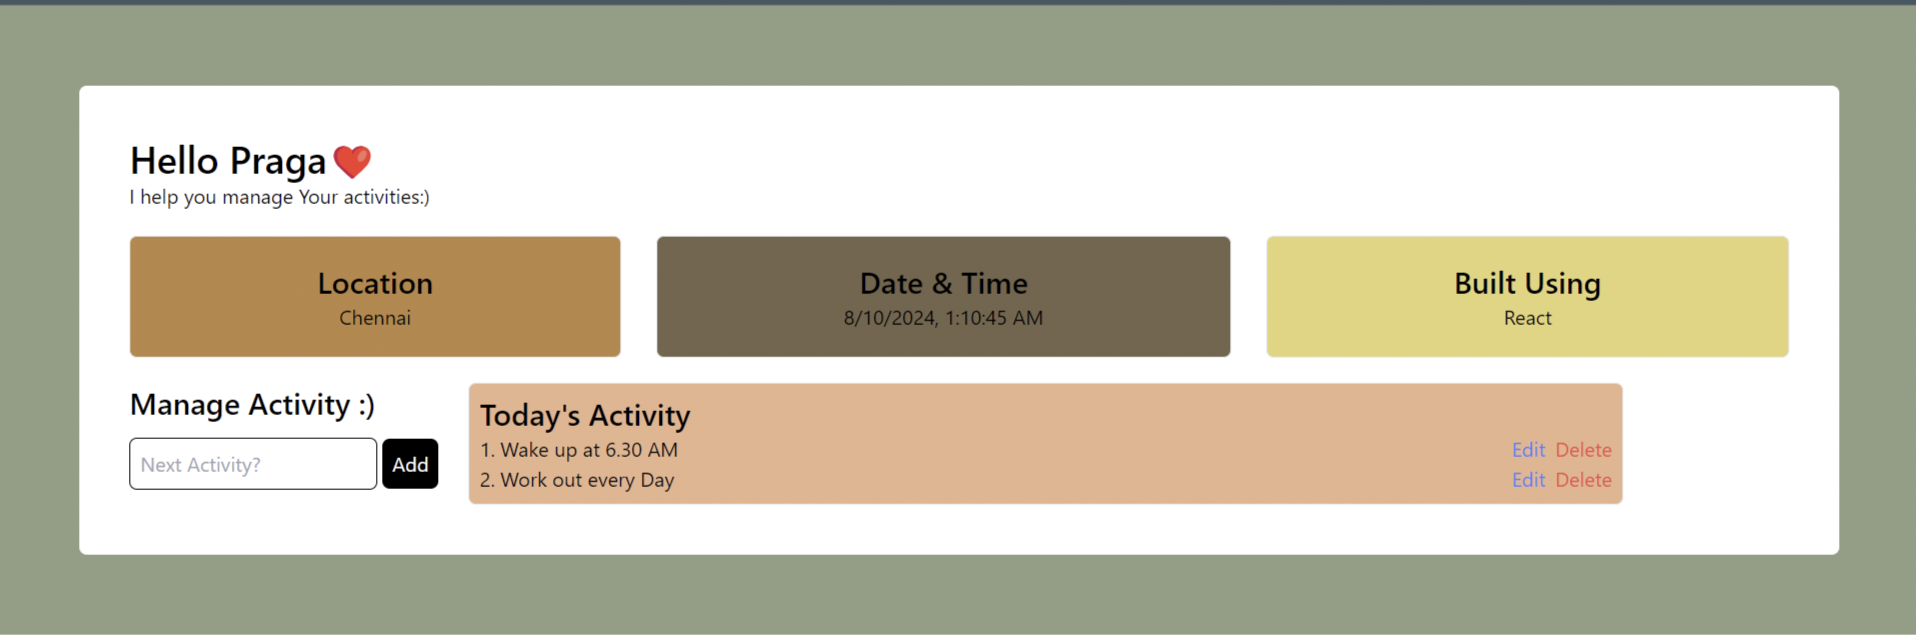 Hello Praga❤️
I help you manage Your activities:)
Location
Chennai
Date & Time
8/10/2024, 1:10:45 AM
Built Using
React
Manage Activity :)
Next Activity?
Add
Today's Activity
1. Wake up at 6.30 AM Edit Delete
2. Work out every Day Edit Delete